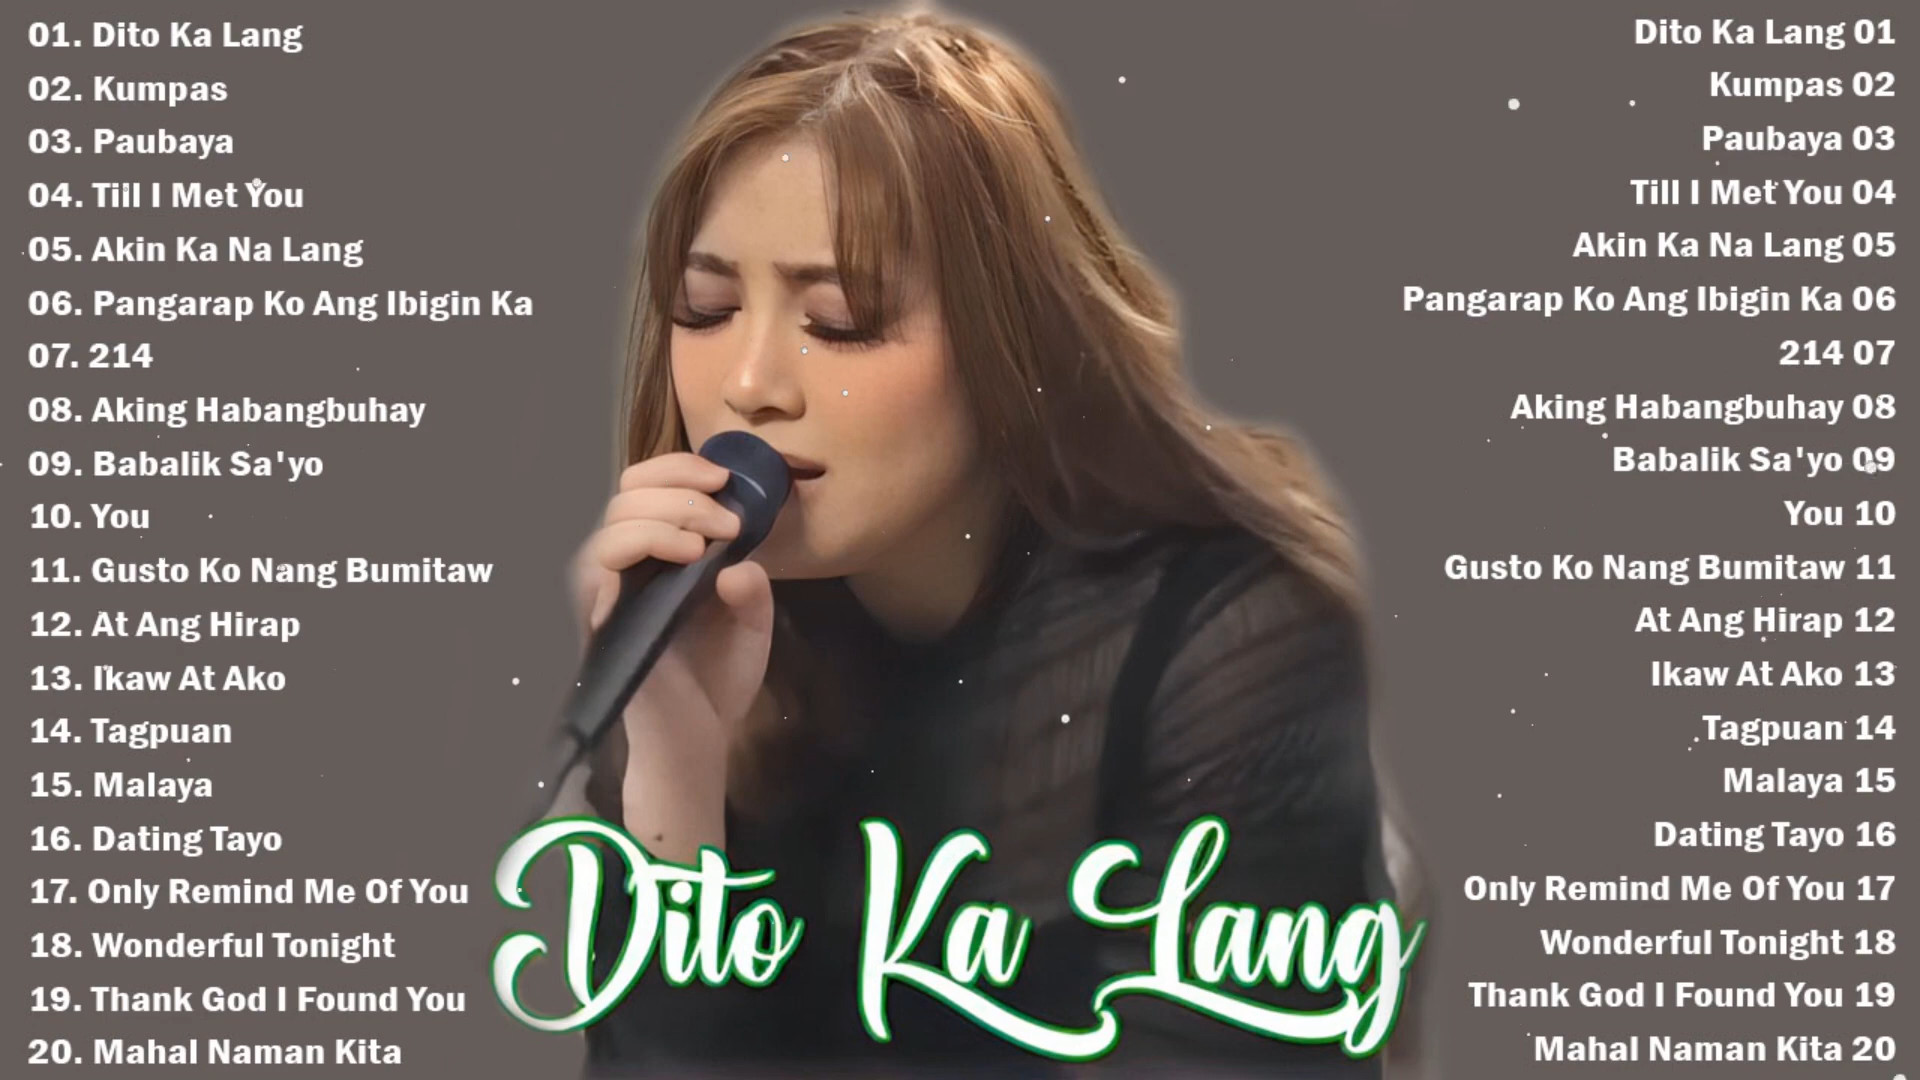 01. Dito Ka Lang
02. Kumpas
03. Paubaya
04. Till I Met You
05. Akin Ka Na Lang
06. Pangarap Ko Ang Ibigin Ka
07. 214
08. Aking Habangbuhay
09. Babalik Sa'yo
10. You
11. Gusto Ko Nang Bumitaw
12. At Ang Hirap
13. Ikaw At Ako
14. Tagpuan
15. Malaya
16. Dating Tayo
17. Only Remind Me Of You
18. Wonderful Tonight
19. Thank God I Found You
20. Mahal Naman Kita
Dito Ka Lang
Dito Ka Lang 01
Kumpas 02
Paubaya 03
Till I Met You 04
Akin Ka Na Lang 05
Pangarap Ko Ang Ibigin Ka 06
214 07
Aking Habangbuhay 08
Babalik Sa'yo 09
You 10
Gusto Ko Nang Bumitaw 11
At Ang Hirap 12
Ikaw At Ako 13
Tagpuan 14
Malaya 15
Dating Tayo 16
Only Remind Me Of You 17
Wonderful Tonight 18
Thank God I Found You 19
Mahal Naman Kita 20